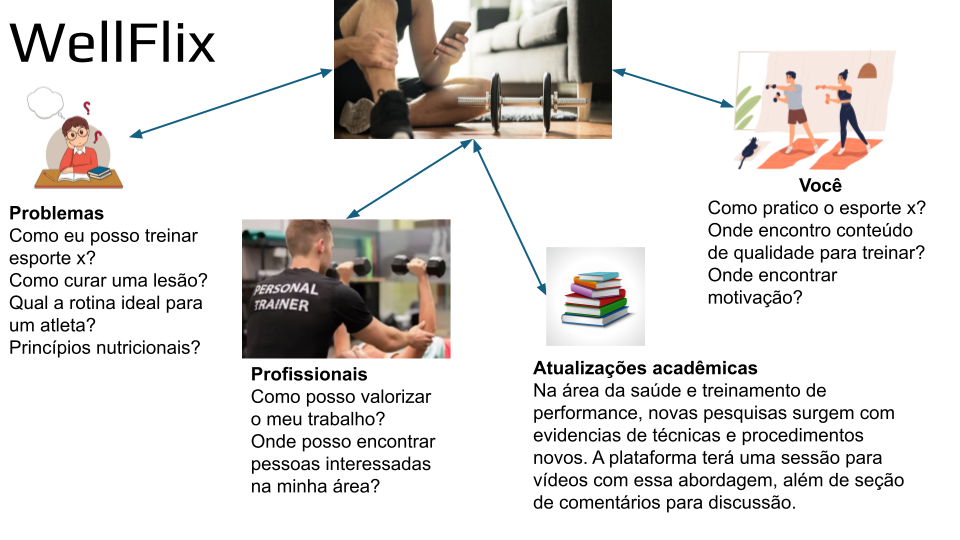 WellFlix
Problemas
Como eu posso treinar
esporte x?
Como curar uma lesão?
Qual a rotina ideal para
um atleta?
Princípios nutricionais?
PERSONAL
TRAINER
Profissionais
Como posso valorizar
o meu trabalho?
Onde posso encontrar
pessoas interessadas
na minha área?
Atualizações acadêmicas
Na área da saúde e treinamento de
performance, novas pesquisas surgem com
evidencias de técnicas e procedimentos
novos. A plataforma terá uma sessão para
vídeos com essa abordagem, além de seção
de comentários para discussão.
Você
Como pratico o esporte x?
Onde encontro conteúdo
de qualidade para treinar?
Onde encontrar
motivação?